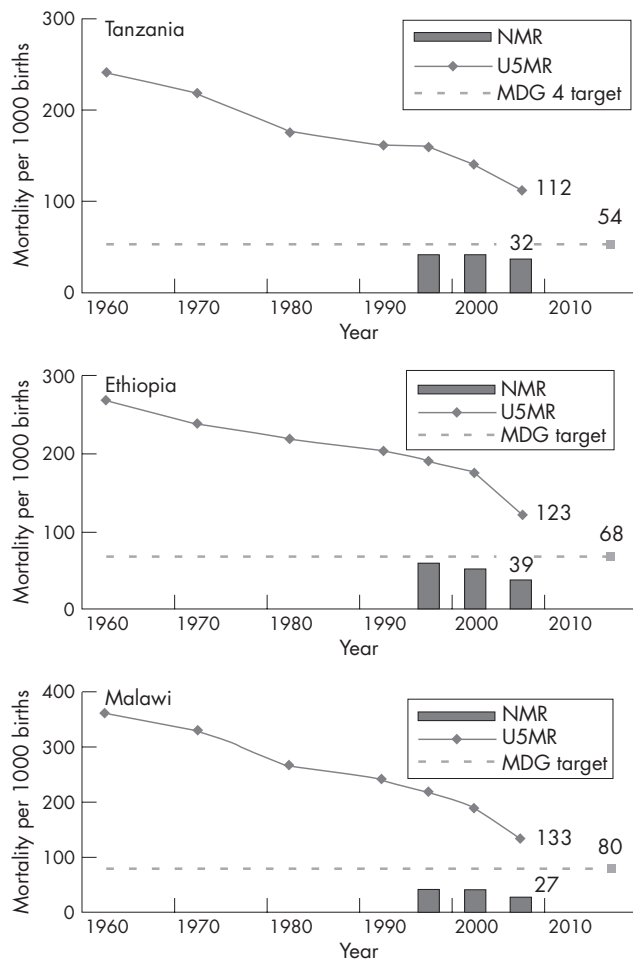 Tanzania
NMR
U5MR
MDG 4 target
Mortality per 1000 births
300
200
100
0
112
54
32
1960 1970 1980 1990 2000 2010
Year
Ethiopia
NMR
U5MR
MDG target
Mortality per 1000 births
300
200
100
0
123
68
39
1960 1970 1980 1990 2000 2010
Year
Malawi
NMR
U5MR
MDG target
Mortality per 1000 births
400
300
200
100
0
133
80
27
1960 1970 1980 1990 2000 2010
Year